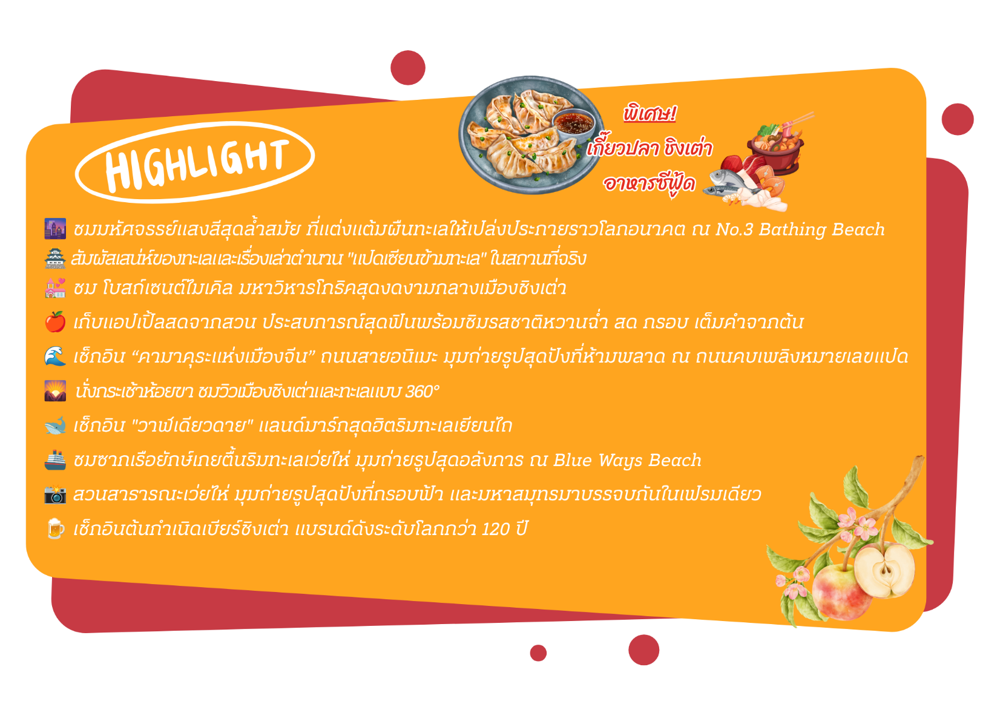 HIGHLIGHT
พิเศษ!
เกี๊ยวปลา ชิงเต่า
อาหารซีฟู้ด
ชมมหัศจรรย์แสงสีสุดล้ำสมัย ที่แต่งแต้มผืนทะเลให้เปล่งประกายราวโลกอนาคต ณ No.3 Bathing Beach
สัมผัสเสน่ห์ของทะเลและเรื่องเล่าตำนาน "แปดเซียนข้ามทะเล" ในสถานที่จริง
ชม โบสถ์เซนต์ไมเคิล มหาวิหารโกธิคสุดงดงามกลางเมืองชิงเต่า
เก็บแอปเปิ้ลสดจากสวน ประสบการณ์สุดฟินพร้อมชิมรสชาติหวานฉ่ำ สด กรอบ เต็มคำจากต้น
เช็กอิน “คามาคุระแห่งเมืองจีน” ถนนสายอนิเมะ มุมถ่ายรูปสุดปังที่ห้ามพลาด ณ ถนนคบเพลิงหมายเลขแปด
นั่งกระเช้าห้อยขา ชมวิวเมืองชิงเต่าและทะเลแบบ 360°
เช็กอิน "วาฬเดียวดาย" แลนด์มาร์กสุดฮิตริมทะเลเยียนไถ
ชมซากเรือยักษ์เกยตื้นริมทะเลเว่ยไห่ มุมถ่ายรูปสุดอลังการ ณ Blue Ways Beach
สวนสาธารณะเว่ยไห่ มุมถ่ายรูปสุดปังที่กรอบฟ้า และมหาสมุทรมาบรรจบกันในเฟรมเดียว
เช็กอินต้นกำเนิดเบียร์ชิงเต่า แบรนด์ดังระดับโลกกว่า 120 ปี